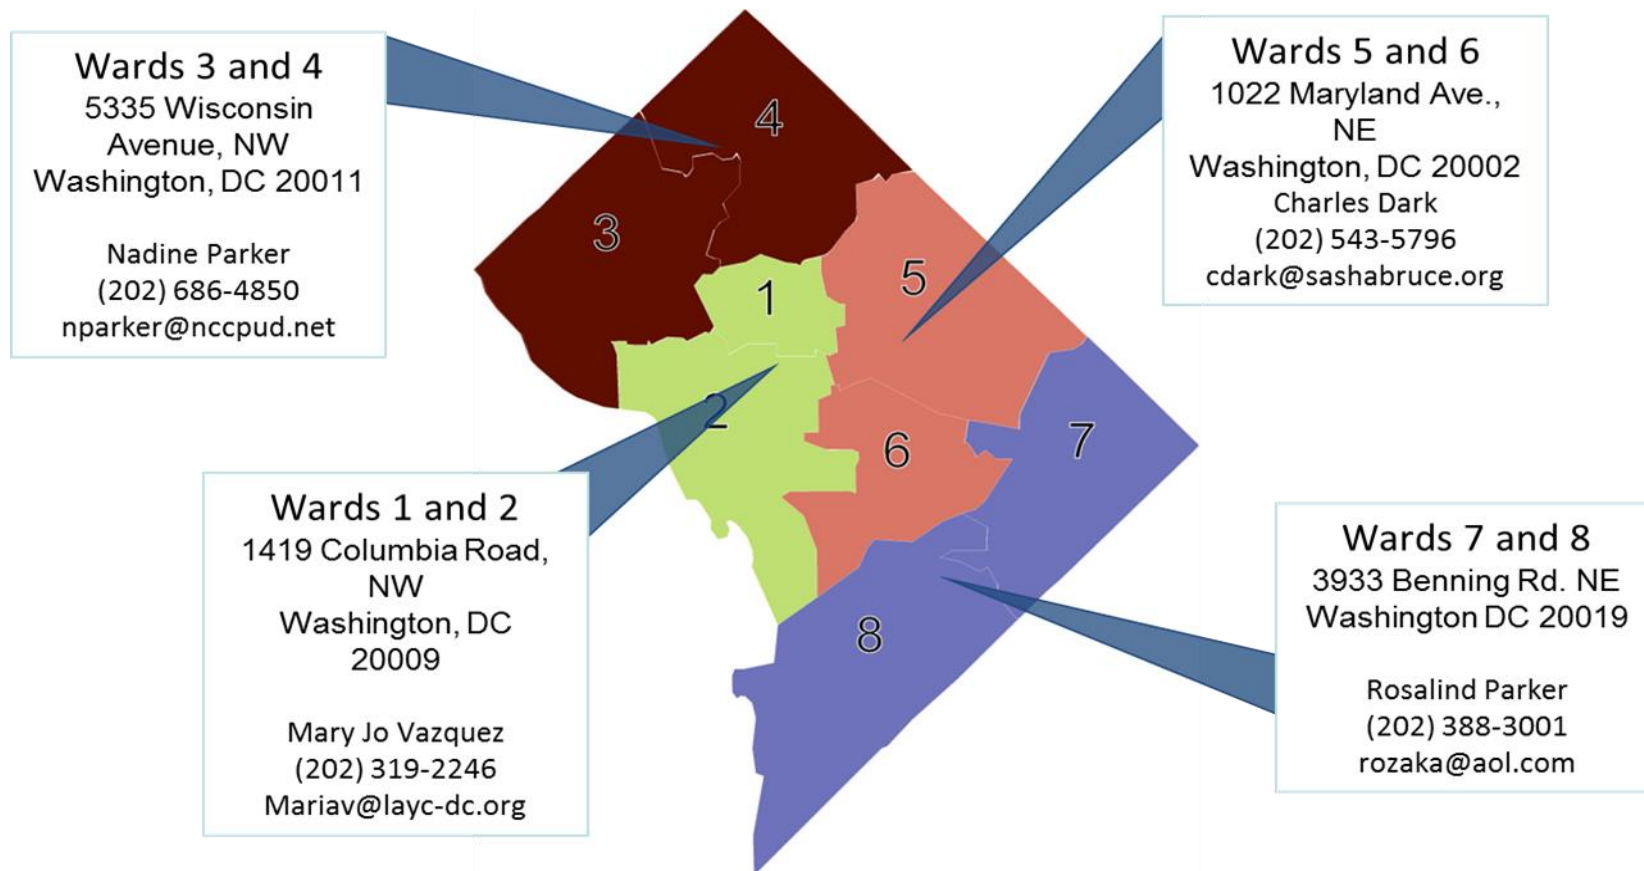 Wards 3 and 4
5335 Wisconsin
Avenue, NW
Washington, DC 20011
Nadine Parker
(202) 686-4850
nparker@nccpud.net
Wards 5 and 6
1022 Maryland Ave.,
NE
Washington, DC 20002
Charles Dark
(202) 543-5796
cdark@sashabruce.org
4
3
5
1
2
6
7
8
Wards 1 and 2
1419 Columbia Road,
NW
Washington, DC
20009
Mary Jo Vazquez
(202) 319-2246
Mariav@layc-dc.org
Wards 7 and 8
3933 Benning Rd. NE
Washington DC 20019
Rosalind Parker
(202) 388-3001
rozaka@aol.com